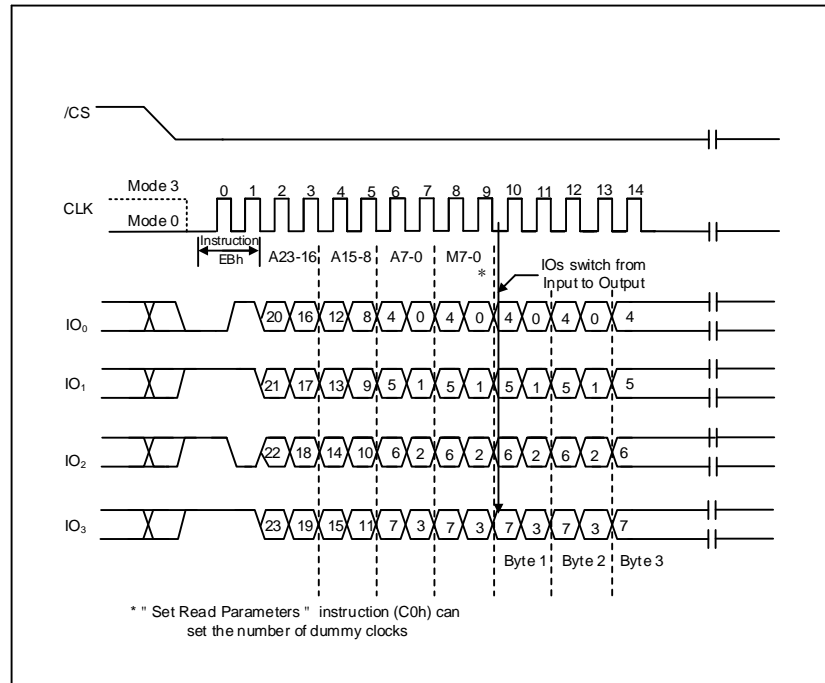 /CS
Mode 3
CLK
Mode 0
0 1 2 3 4 5 6 7 8 9 10 11 12 13 14
Instruction
EBh
A23-16 A15-8 A7-0 M7-0
*
IOs switch from
Input to Output
IO₀ 20 16 12 8 4 0 4 0 4 0 4 0 4
IO₁ 21 17 13 9 5 1 5 1 5 1 5 1 5
IO₂ 22 18 14 10 6 2 6 2 6 2 6 2 6
IO₃ 23 19 15 11 7 3 7 3 7 3 7 3 7
Byte 1 Byte 2 Byte 3
* " Set Read Parameters " instruction (C0h) can
set the number of dummy clocks